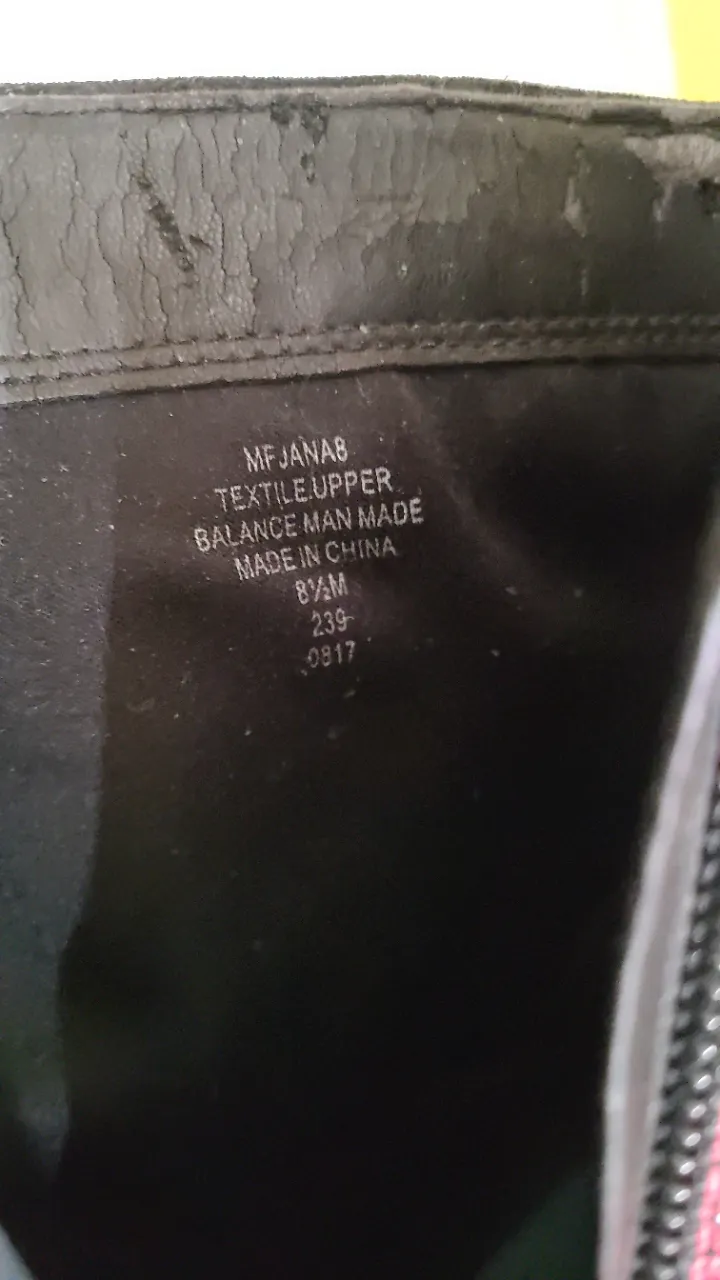 MFJANA8
TEXTILE.UPPER
BALANCE MAN MADE
MADE IN CHINA
8½M
239
0817